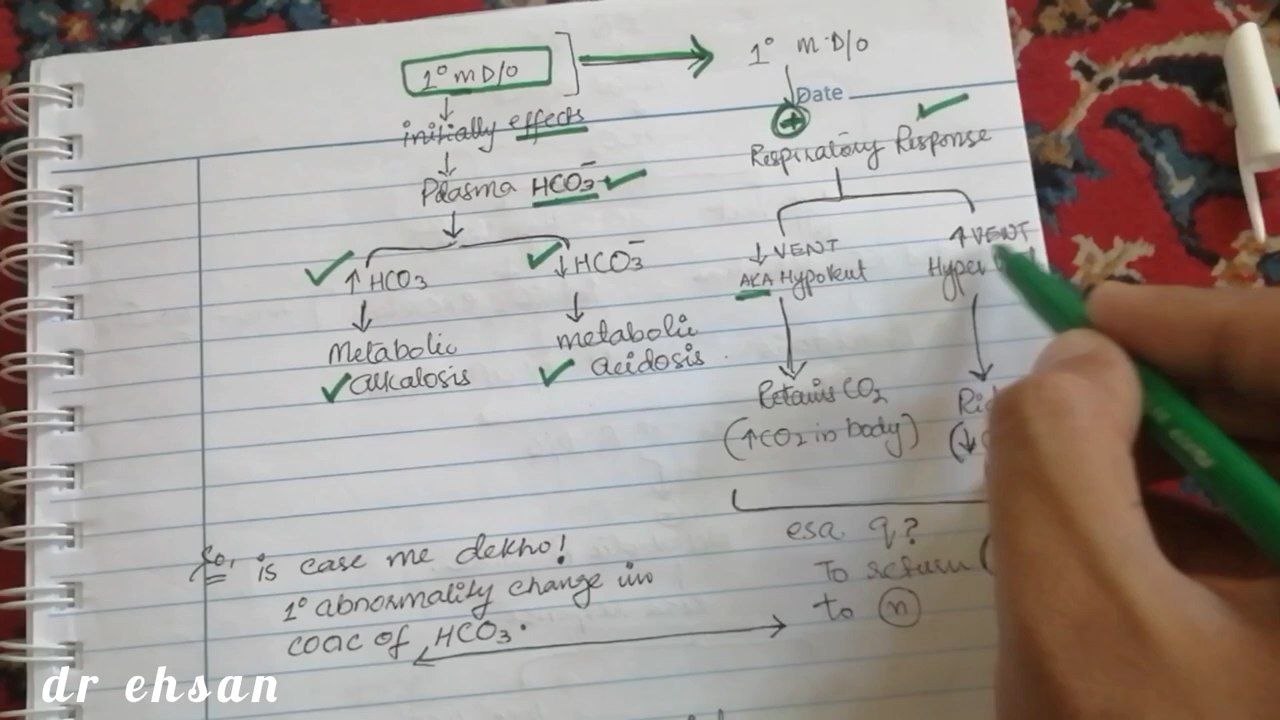 1° m D/O
1° m.D/O
Date
initially effects
+
Respiratory Response
Plasma HCO3-
↓ VENT
↑ VENT
AKA Hypovent
Hyper
↑ HCO3
↓ HCO3-
Metabolic
alkalosis
metabolic
acidosis.
Retains CO2
(↑CO2 in body)
(↓
so, is case me dekho!
1° abnormality change in
conc of HCO3.
esa q?
To return (
to n
dr ehsan